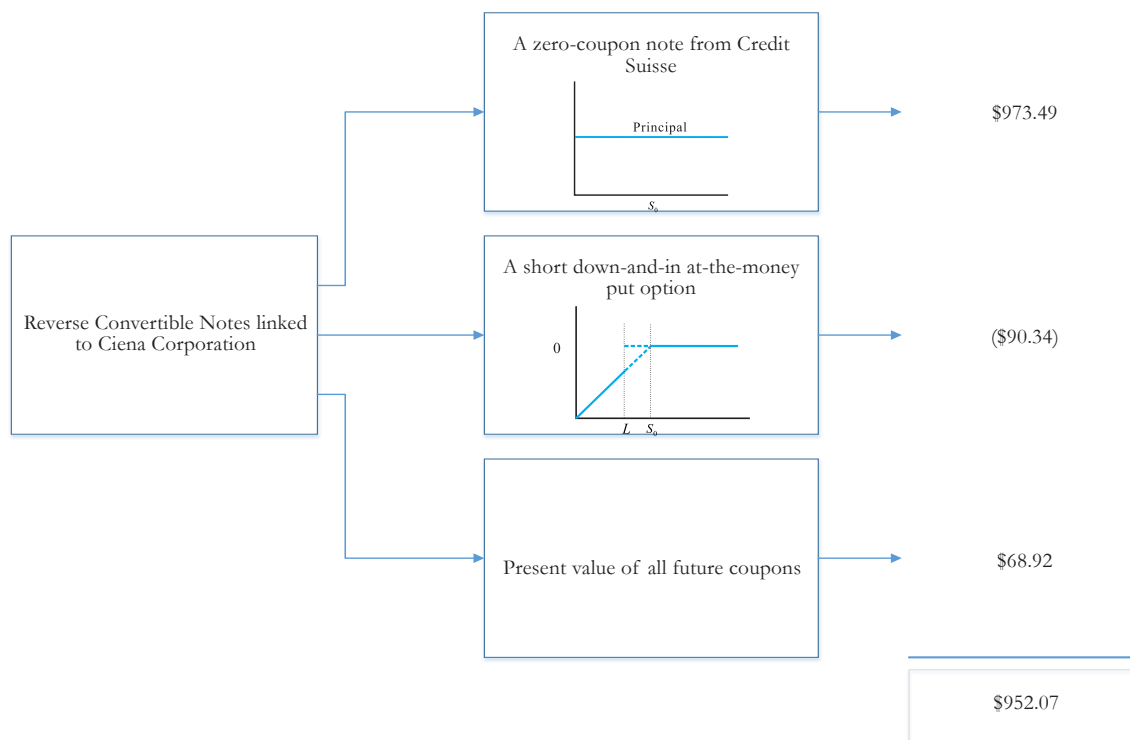 A zero-coupon note from Credit
Suisse
Principal
S₀
$973.49
Reverse Convertible Notes linked
to Ciena Corporation
A short down-and-in at-the-money
put option
0
L
S₀
($90.34)
Present value of all future coupons
$68.92
$952.07